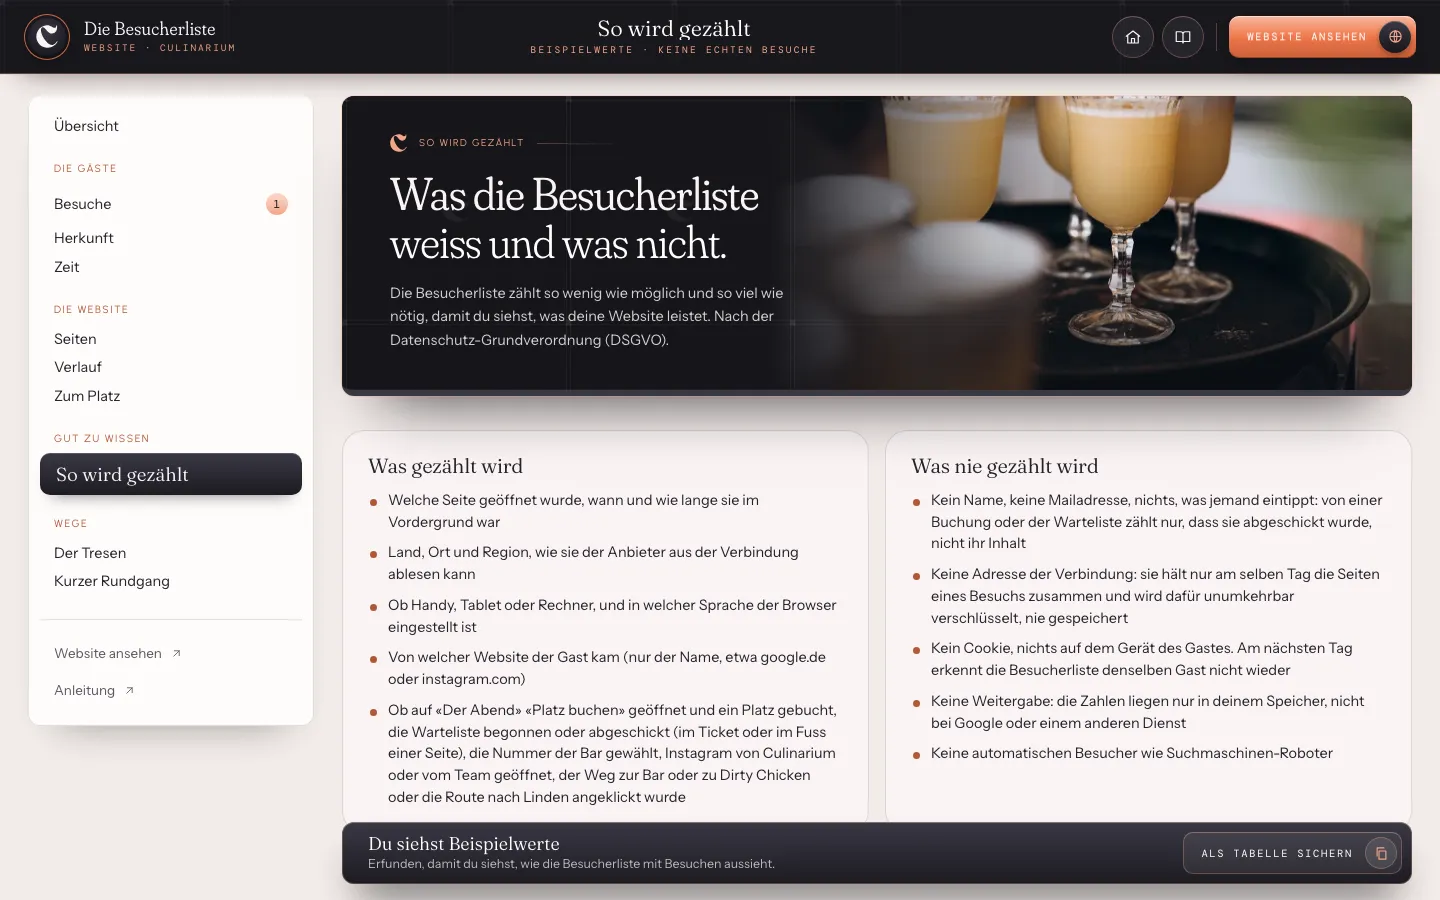 Die Besucherliste
WEBSITE · CULINARIUM
So wird gezählt
BEISPIELWERTE · KEINE ECHTEN BESUCHE
WEBSITE ANSEHEN
Übersicht
DIE GÄSTE
Besuche 1
Herkunft
Zeit
DIE WEBSITE
Seiten
Verlauf
Zum Platz
GUT ZU WISSEN
So wird gezählt
WEGE
Der Tresen
Kurzer Rundgang
Website ansehen
Anleitung
SO WIRD GEZÄHLT
Was die Besucherliste
weiss und was nicht.
Die Besucherliste zählt so wenig wie möglich und so viel wie
nötig, damit du siehst, was deine Website leistet. Nach der
Datenschutz-Grundverordnung (DSGVO).
Was gezählt wird
Welche Seite geöffnet wurde, wann und wie lange sie im
Vordergrund war
Land, Ort und Region, wie sie der Anbieter aus der Verbindung
ablesen kann
Ob Handy, Tablet oder Rechner, und in welcher Sprache der Browser
eingestellt ist
Von welcher Website der Gast kam (nur der Name, etwa google.de
oder instagram.com)
Ob auf «Der Abend» «Platz buchen» geöffnet und ein Platz gebucht,
die Warteliste begonnen oder abgeschickt (im Ticket oder im Fuss
einer Seite), die Nummer der Bar gewählt, Instagram von Culinarium
oder vom Team geöffnet, der Weg zur Bar oder zu Dirty Chicken
oder die Route nach Linden angeklickt wurde
Was nie gezählt wird
Kein Name, keine Mailadresse, nichts, was jemand eintippt: von einer
Buchung oder der Warteliste zählt nur, dass sie abgeschickt wurde,
nicht ihr Inhalt
Keine Adresse der Verbindung: sie hält nur am selben Tag die Seiten
eines Besuchs zusammen und wird dafür unumkehrbar
verschlüsselt, nie gespeichert
Kein Cookie, nichts auf dem Gerät des Gastes. Am nächsten Tag
erkennt die Besucherliste denselben Gast nicht wieder
Keine Weitergabe: die Zahlen liegen nur in deinem Speicher, nicht
bei Google oder einem anderen Dienst
Keine automatischen Besucher wie Suchmaschinen-Roboter
Du siehst Beispielwerte
Erfunden, damit du siehst, wie die Besucherliste mit Besuchen aussieht.
ALS TABELLE SICHERN